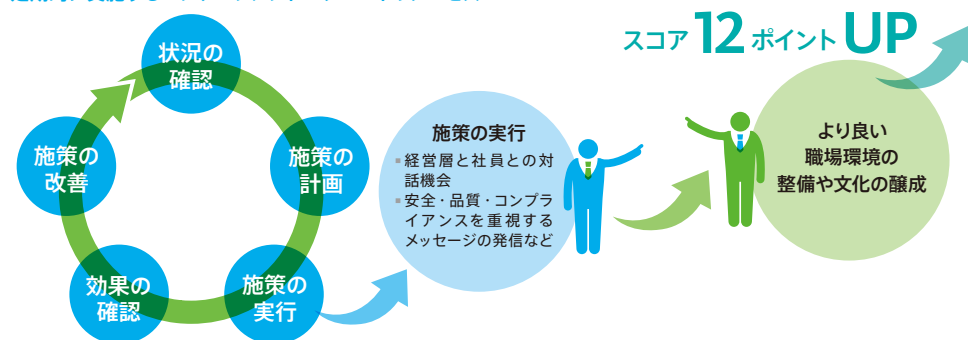 スコア 12 ポイント UP
状況の
確認
施策の
計画
施策の
実行
効果の
確認
施策の
改善
施策の実行
▪経営層と社員との対
話機会
▪安全・品質・コンプラ
イアンスを重視する
メッセージの発信など
より良い
職場環境の
整備や文化の醸成